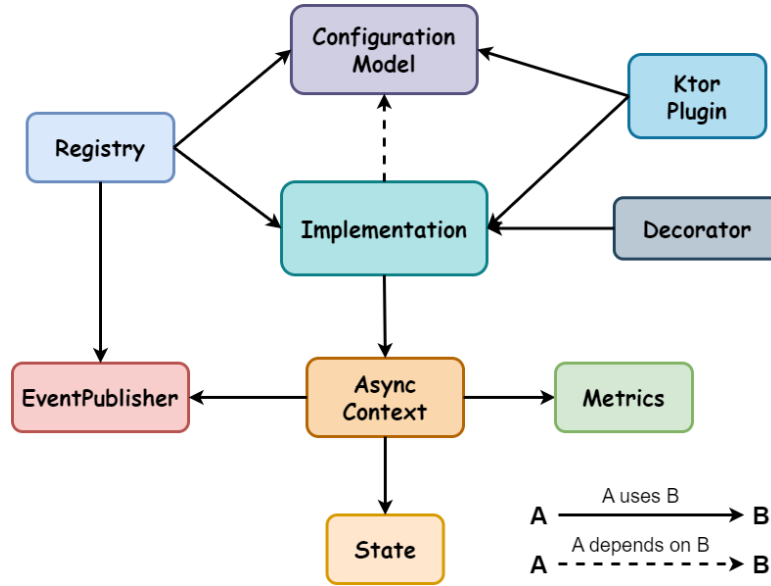 Configuration
Model
Ktor
Plugin
Registry
Implementation
Decorator
EventPublisher
Async
Context
Metrics
State
A uses B
A B
A depends on B
A B